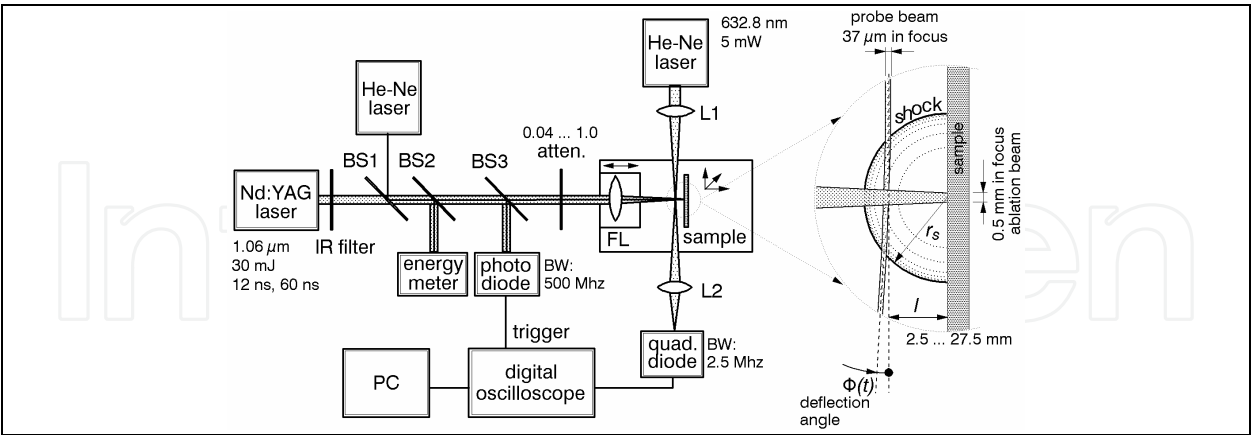 632.8 nm
5 mW
He-Ne
laser
L1
He-Ne
laser
0.04 ... 1.0
atten.
BS1
BS2
BS3
Nd:YAG
laser
IR filter
1.06 µm
30 mJ
12 ns, 60 ns
energy
meter
photo
diode
BW:
500 Mhz
FL
sample
L2
trigger
quad.
diode
BW:
2.5 Mhz
PC
digital
oscilloscope
probe beam
37 µm in focus
shock
sample
0.5 mm in focus
ablation beam
rs
l
2.5 ... 27.5 mm
Φ(t)
deflection
angle